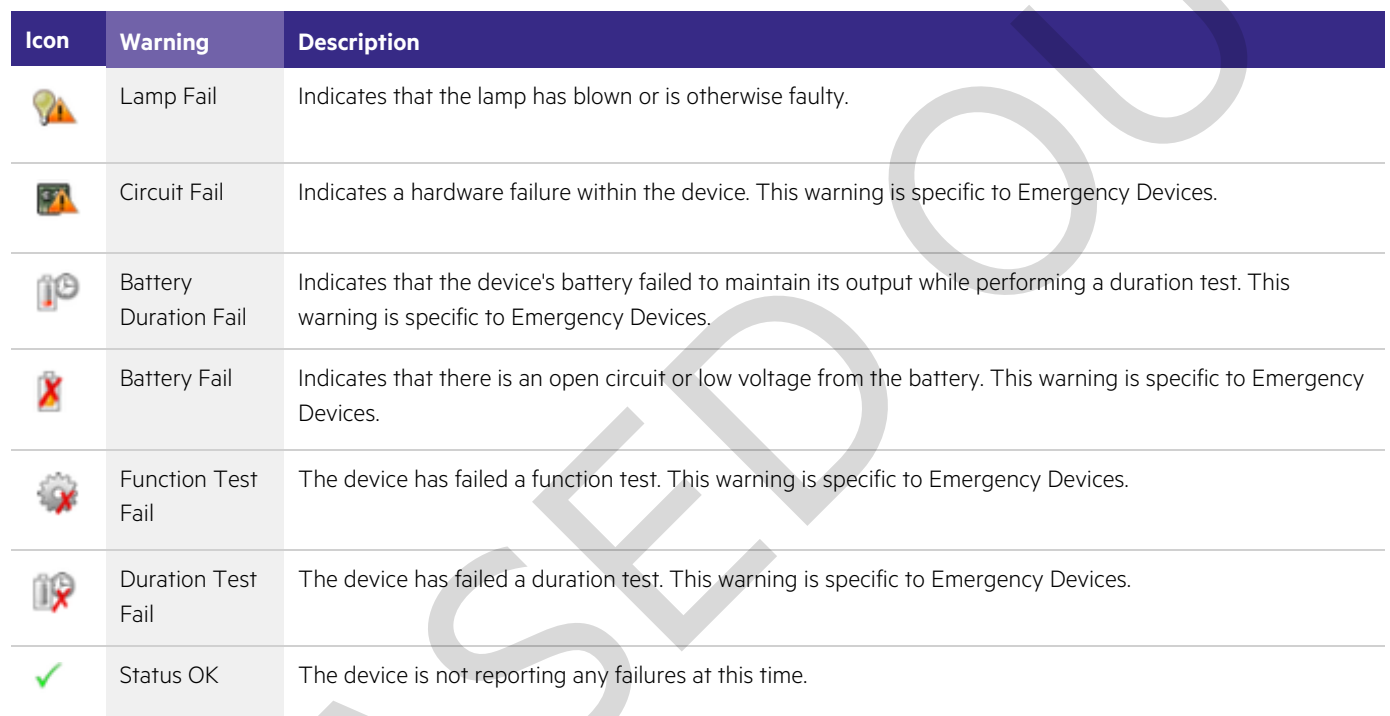 Icon Warning Description
Lamp Fail Indicates that the lamp has blown or is otherwise faulty.
Circuit Fail Indicates a hardware failure within the device. This warning is specific to Emergency Devices.
Battery Duration Fail Indicates that the device's battery failed to maintain its output while performing a duration test. This
warning is specific to Emergency Devices.
Battery Fail Indicates that there is an open circuit or low voltage from the battery. This warning is specific to Emergency
Devices.
Function Test Fail The device has failed a function test. This warning is specific to Emergency Devices.
Duration Test Fail The device has failed a duration test. This warning is specific to Emergency Devices.
Status OK The device is not reporting any failures at this time.
ASED OU